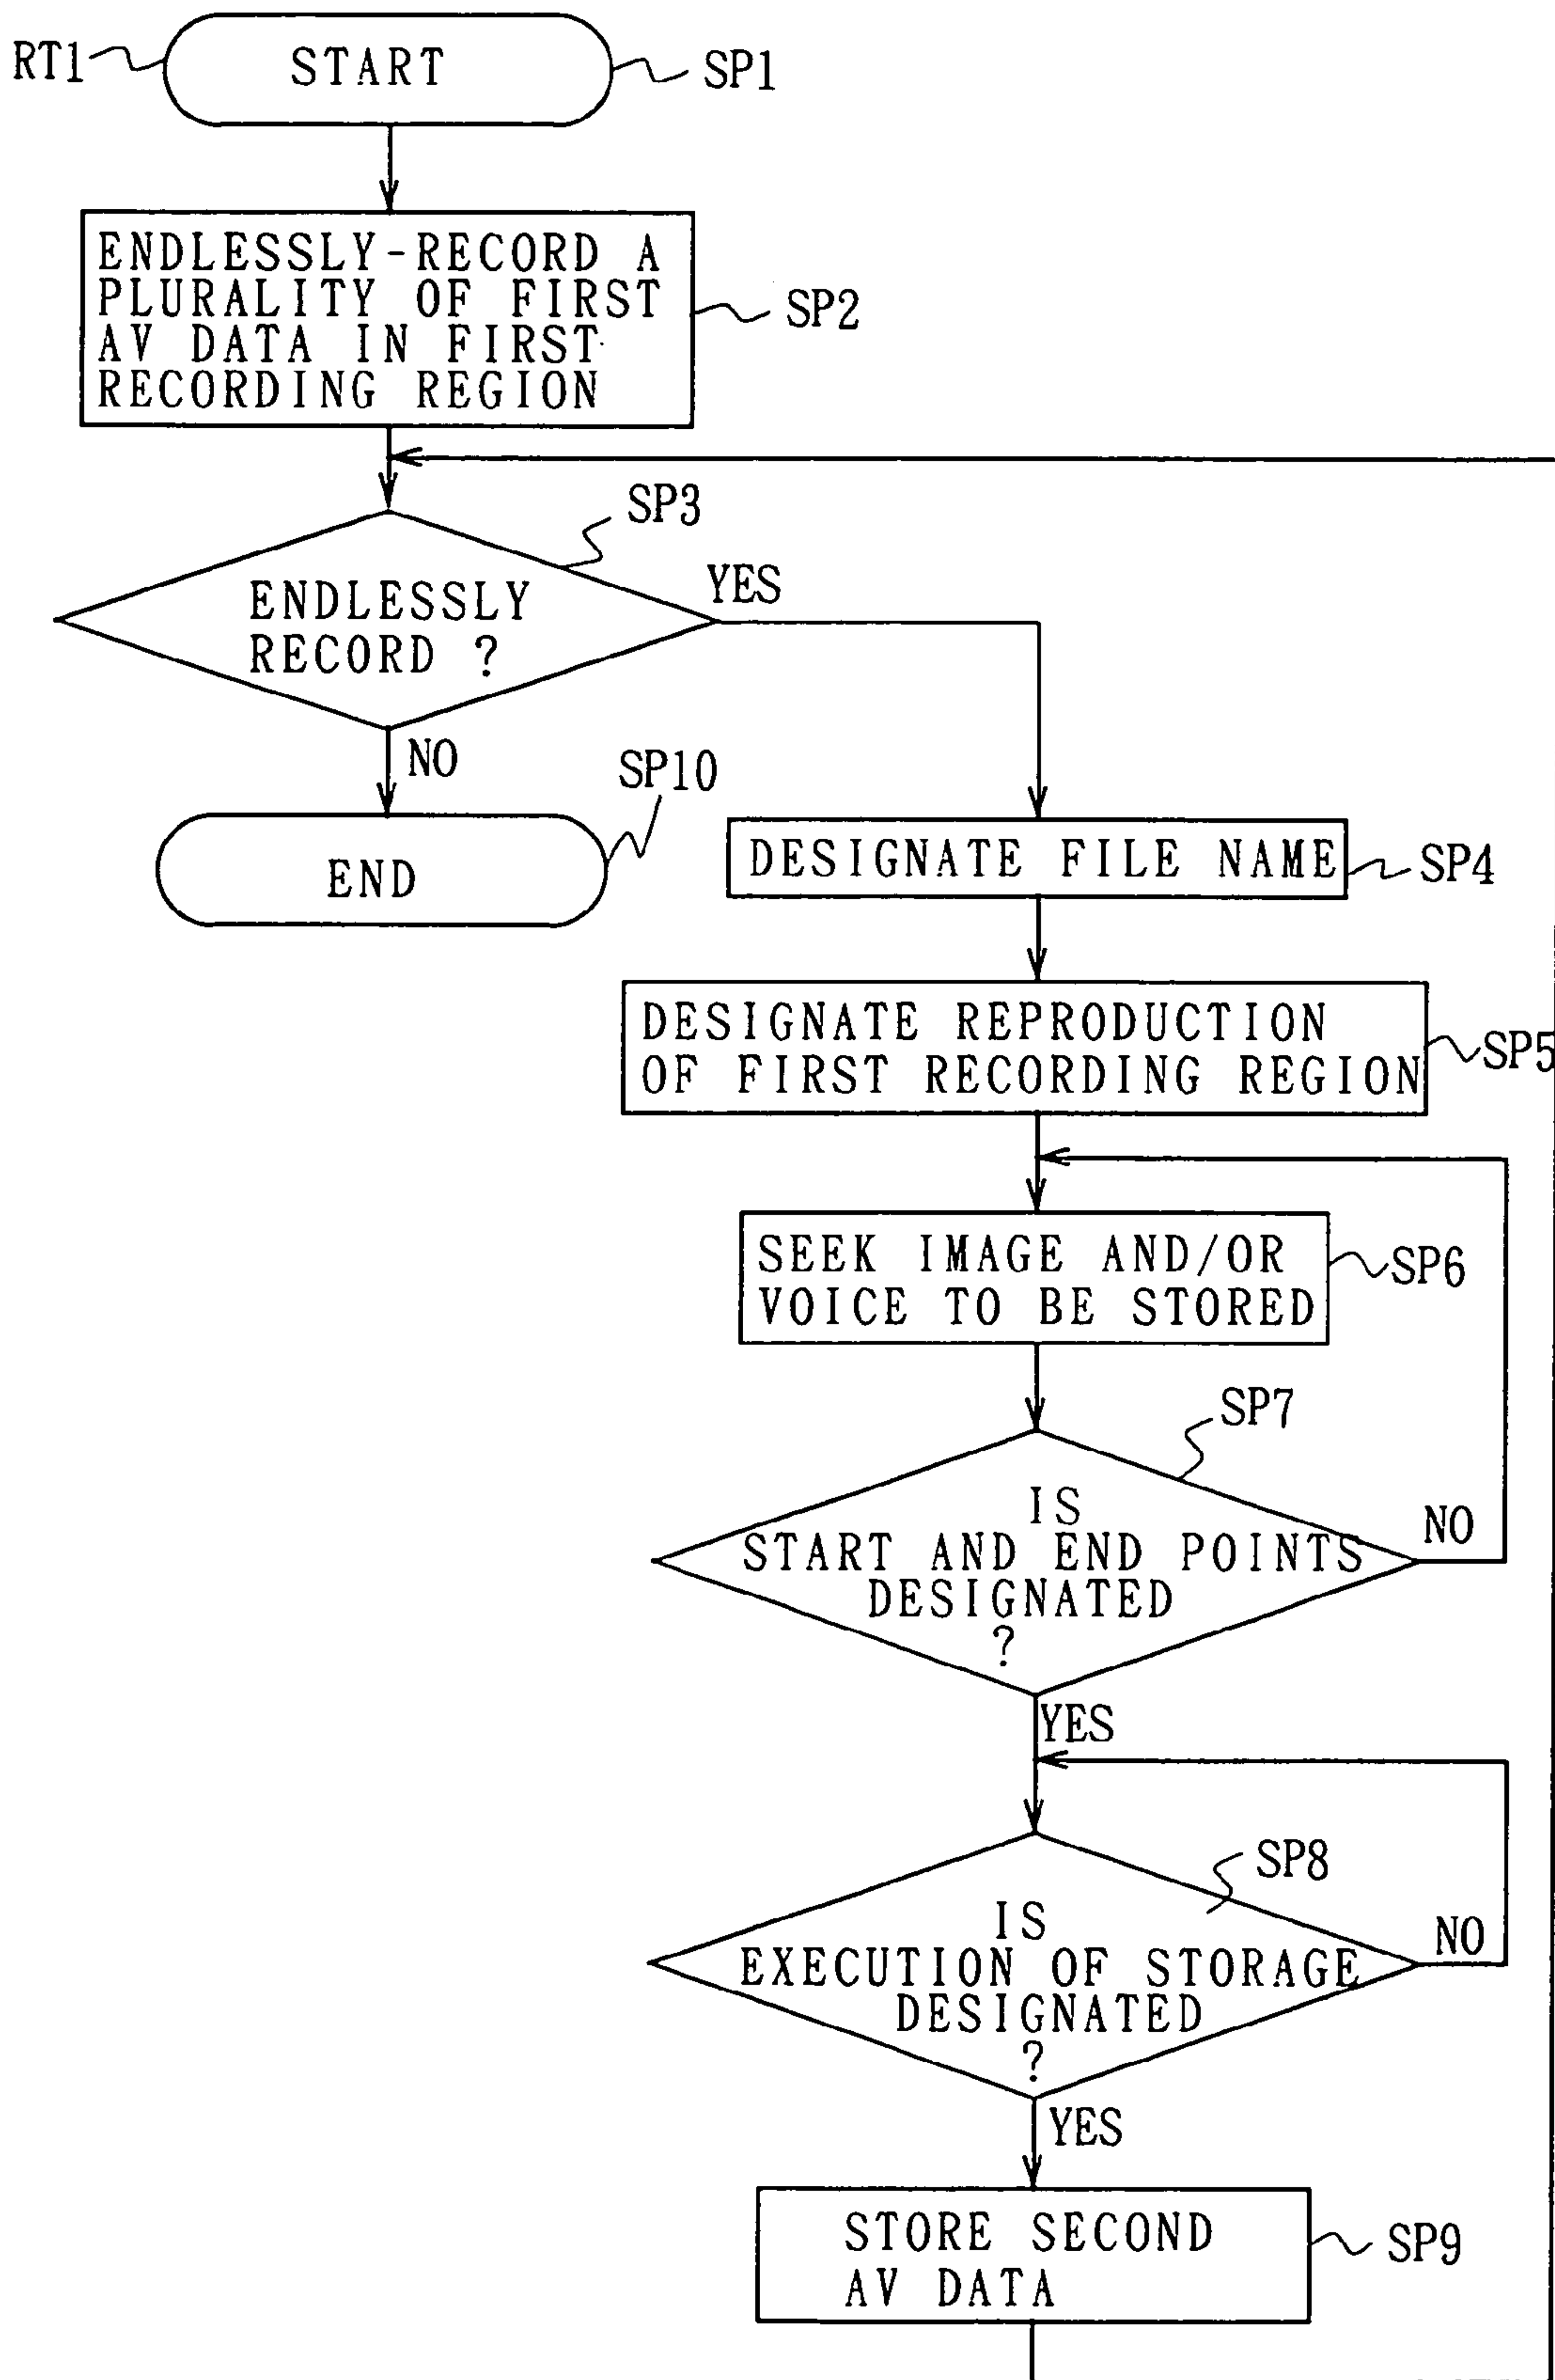 RT1
START
SP1
ENDLESSLY-RECORD A
PLURALITY OF FIRST
AV DATA IN FIRST
RECORDING REGION
SP2
SP3
ENDLESSLY
RECORD ?
YES
NO
SP10
END
DESIGNATE FILE NAME
SP4
DESIGNATE REPRODUCTION
OF FIRST RECORDING REGION
SP5
SEEK IMAGE AND/OR
VOICE TO BE STORED
SP6
SP7
IS
START AND END POINTS
DESIGNATED
?
NO
YES
SP8
IS
EXECUTION OF STORAGE
DESIGNATED
?
NO
YES
STORE SECOND
AV DATA
SP9